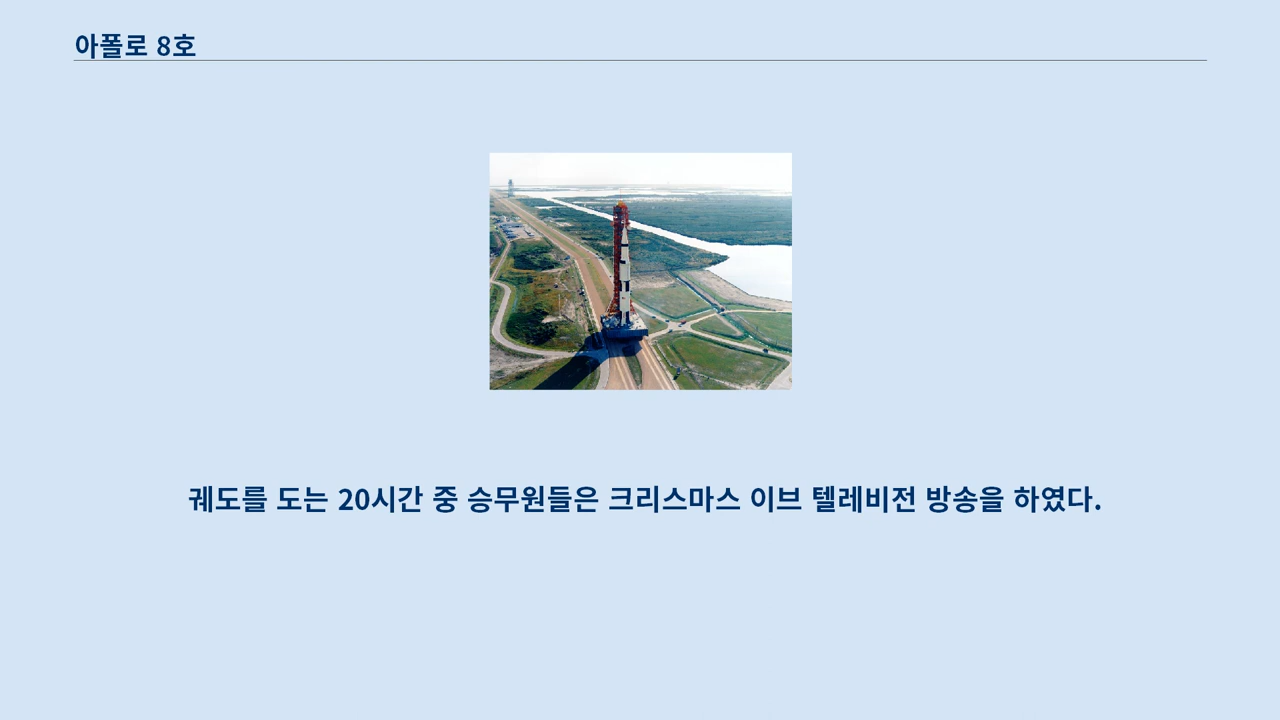 아폴로 8호
궤도를 도는 20시간 중 승무원들은 크리스마스 이브 텔레비전 방송을 하였다.